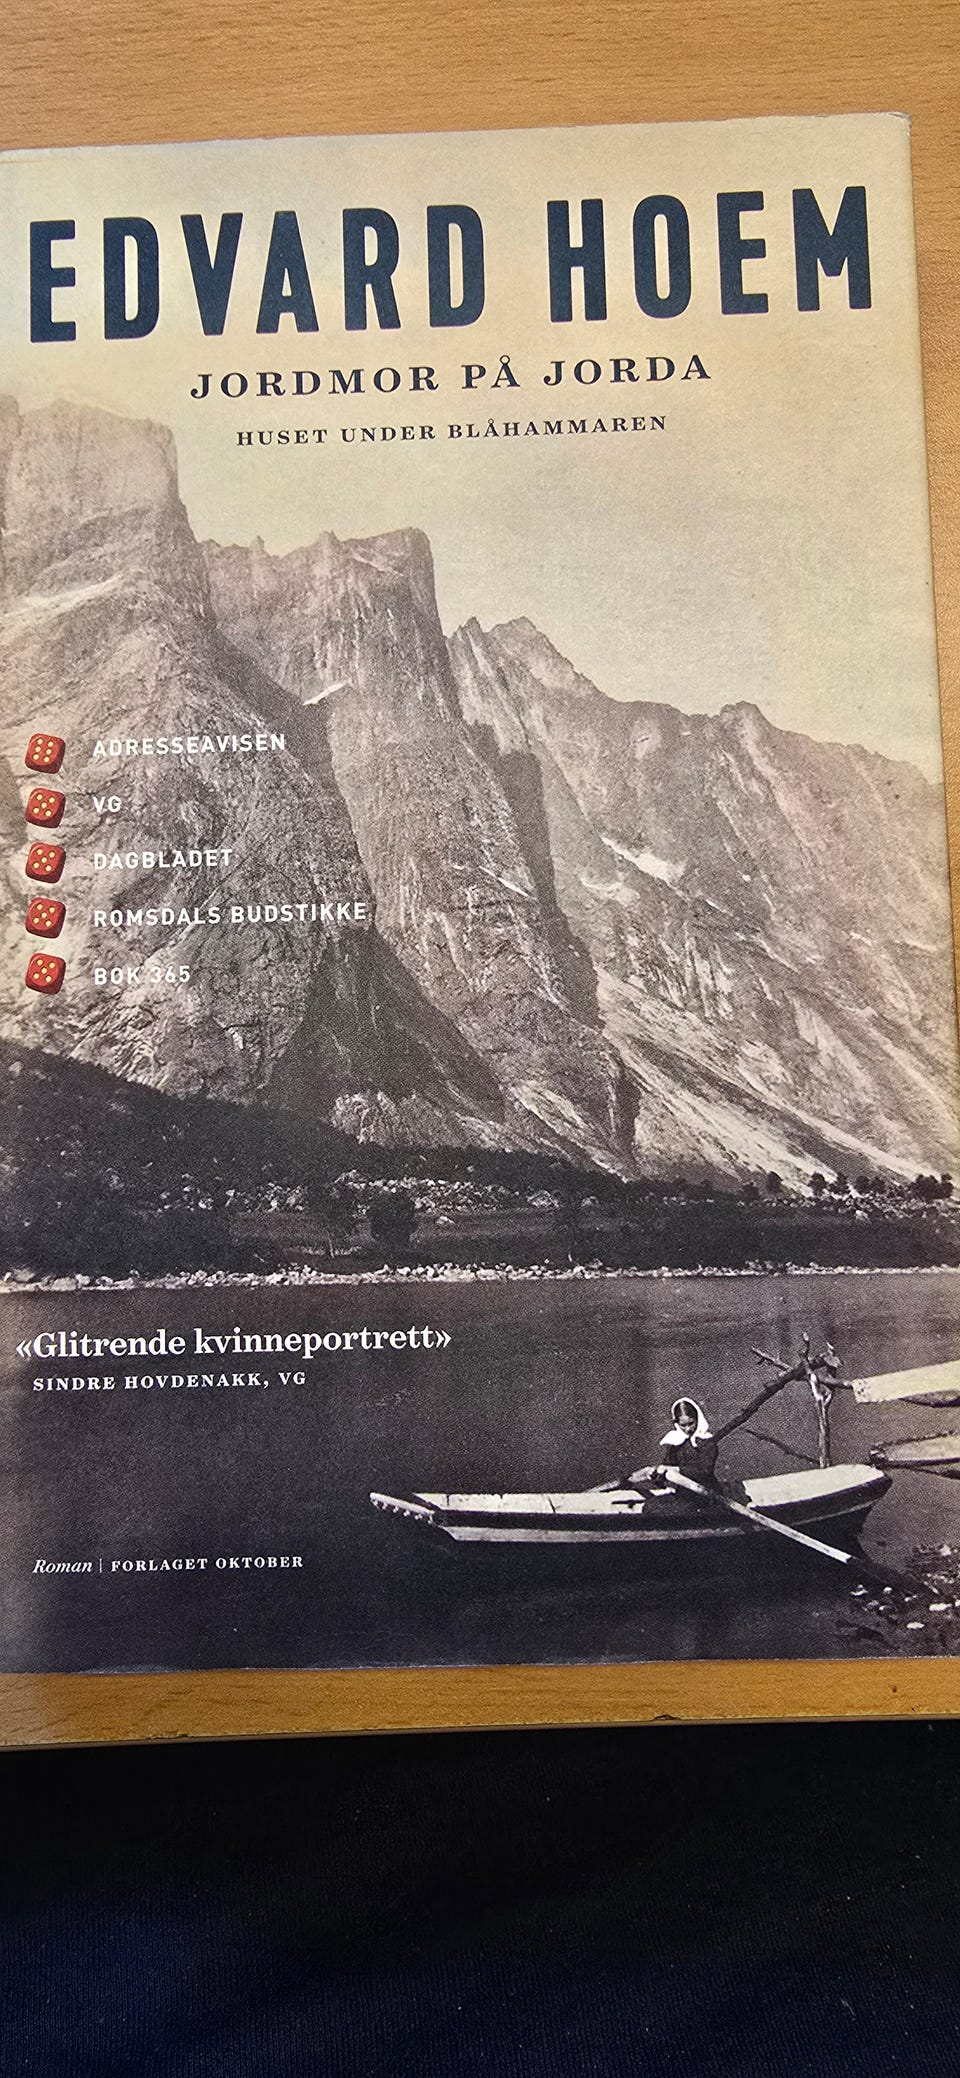 EDVARD HOEM
JORDMOR PÅ JORDA
HUSET UNDER BLÅHAMMAREN
ADRESSEAVISEN
VG
DAGBLADET
ROMSDALS BUDSTIKKE
BOK 365
«Glitrende kvinneportrett»
SINDRE HOVDENAKK, VG
Roman | FORLAGET OKTOBER